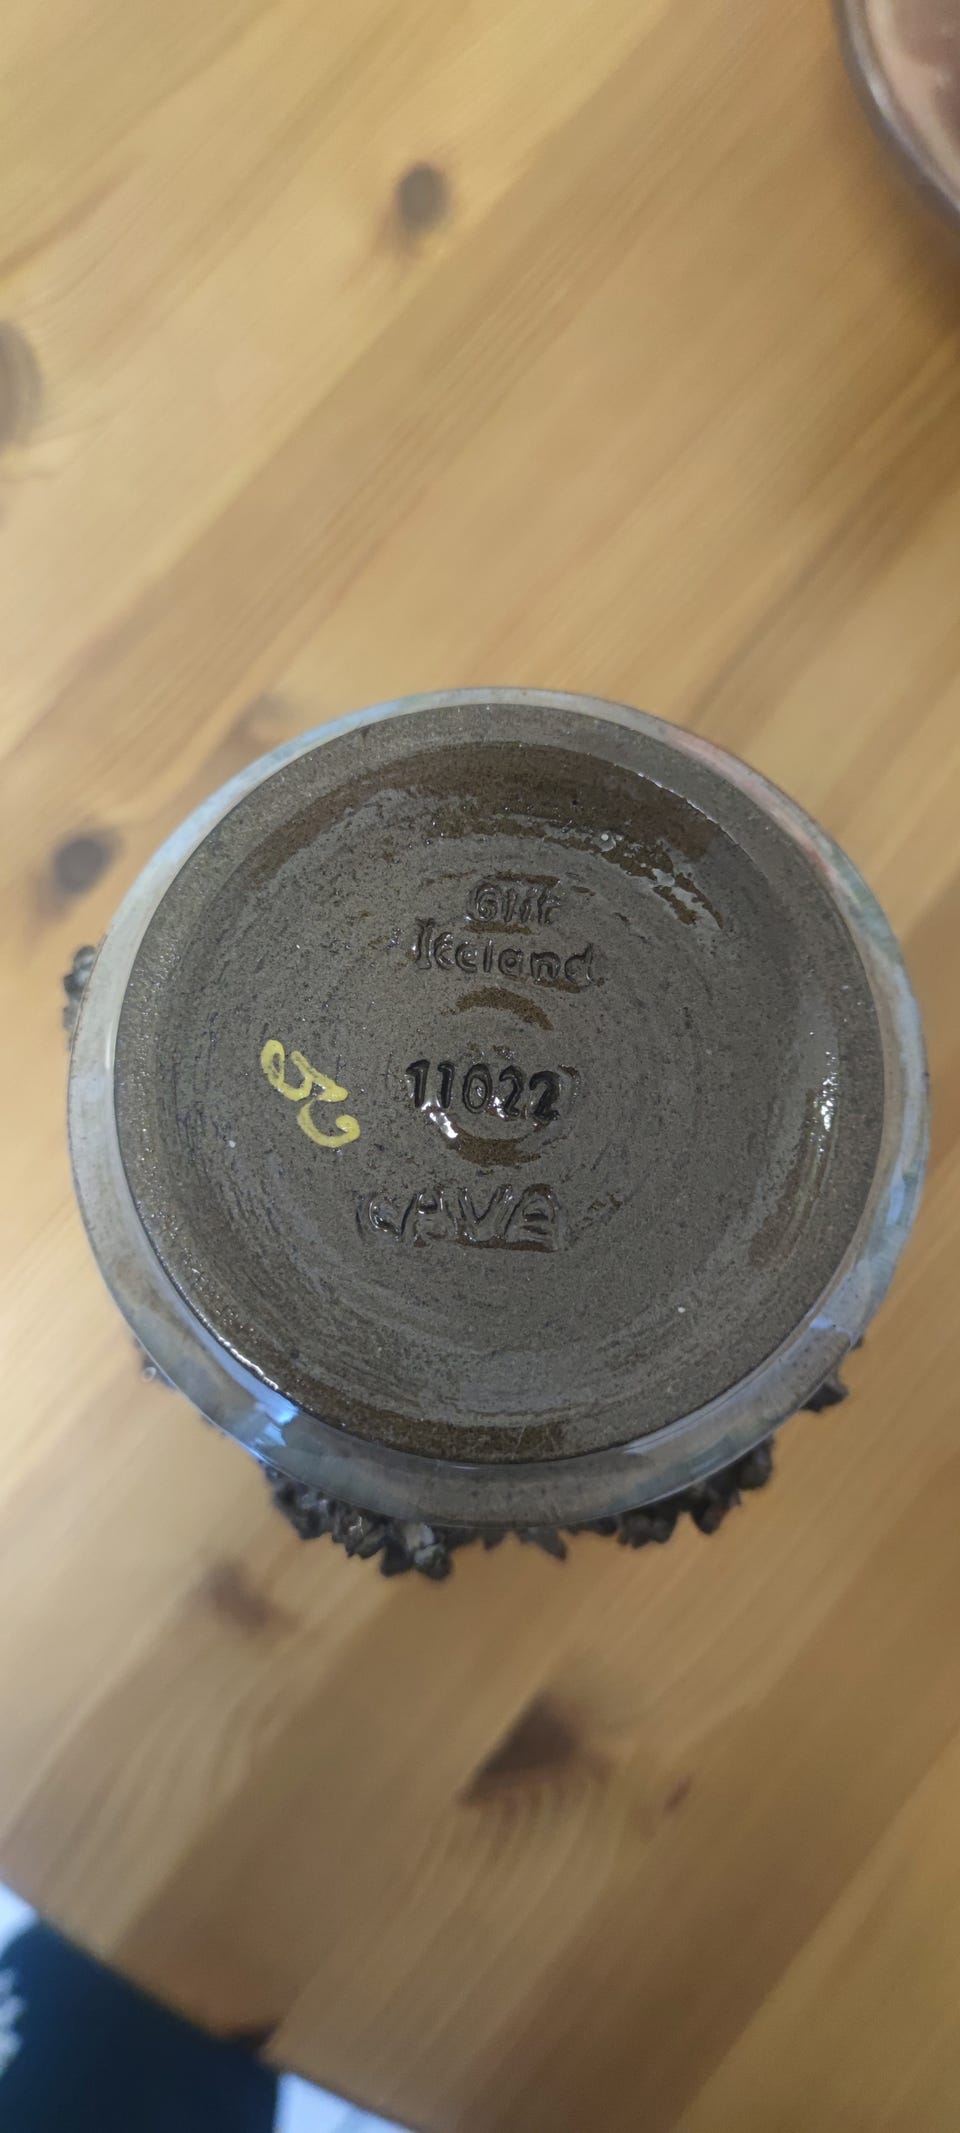 Glit
Iceland
11022
LAVA